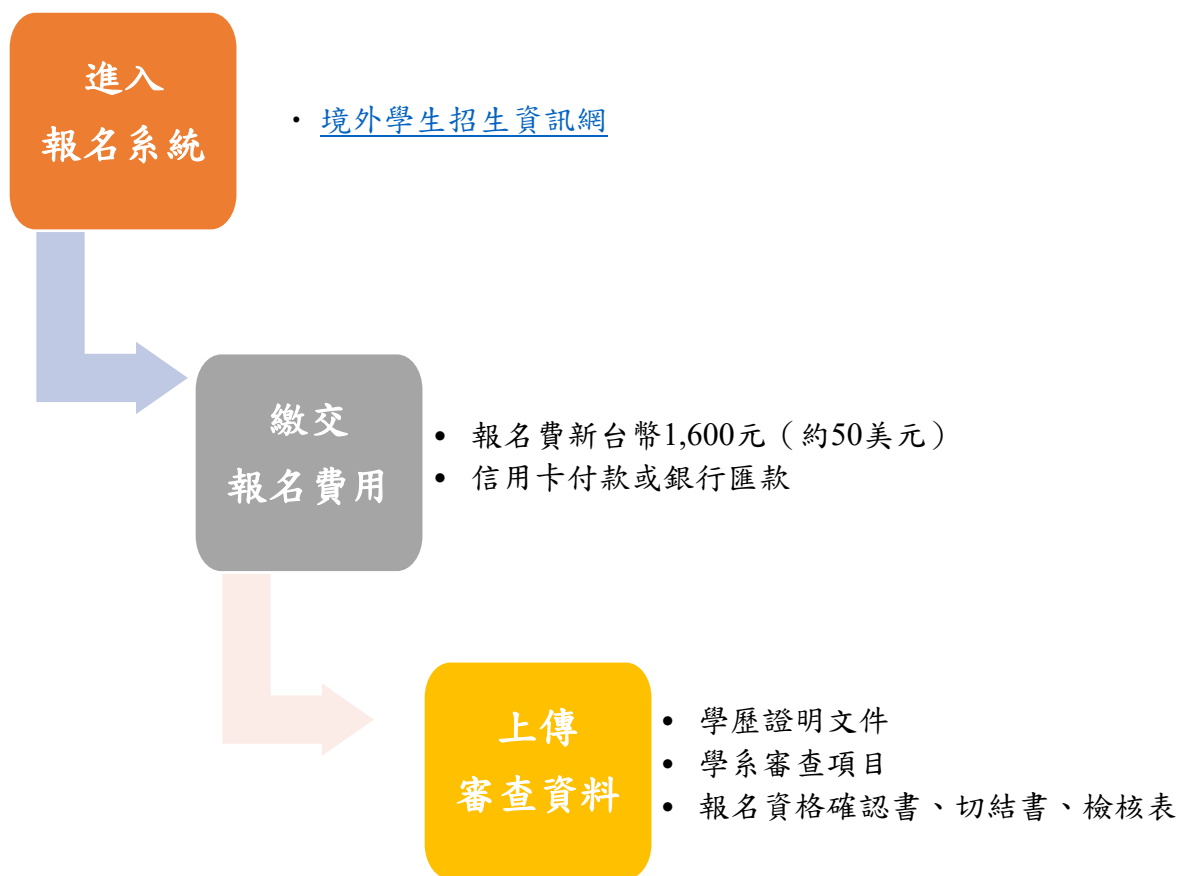 進入
報名系統
• 境外學生招生資訊網
繳交
報名費用
• 報名費新台幣1,600元（約50美元）
• 信用卡付款或銀行匯款
上傳
審查資料
• 學歷證明文件
• 學系審查項目
• 報名資格確認書、切結書、檢核表